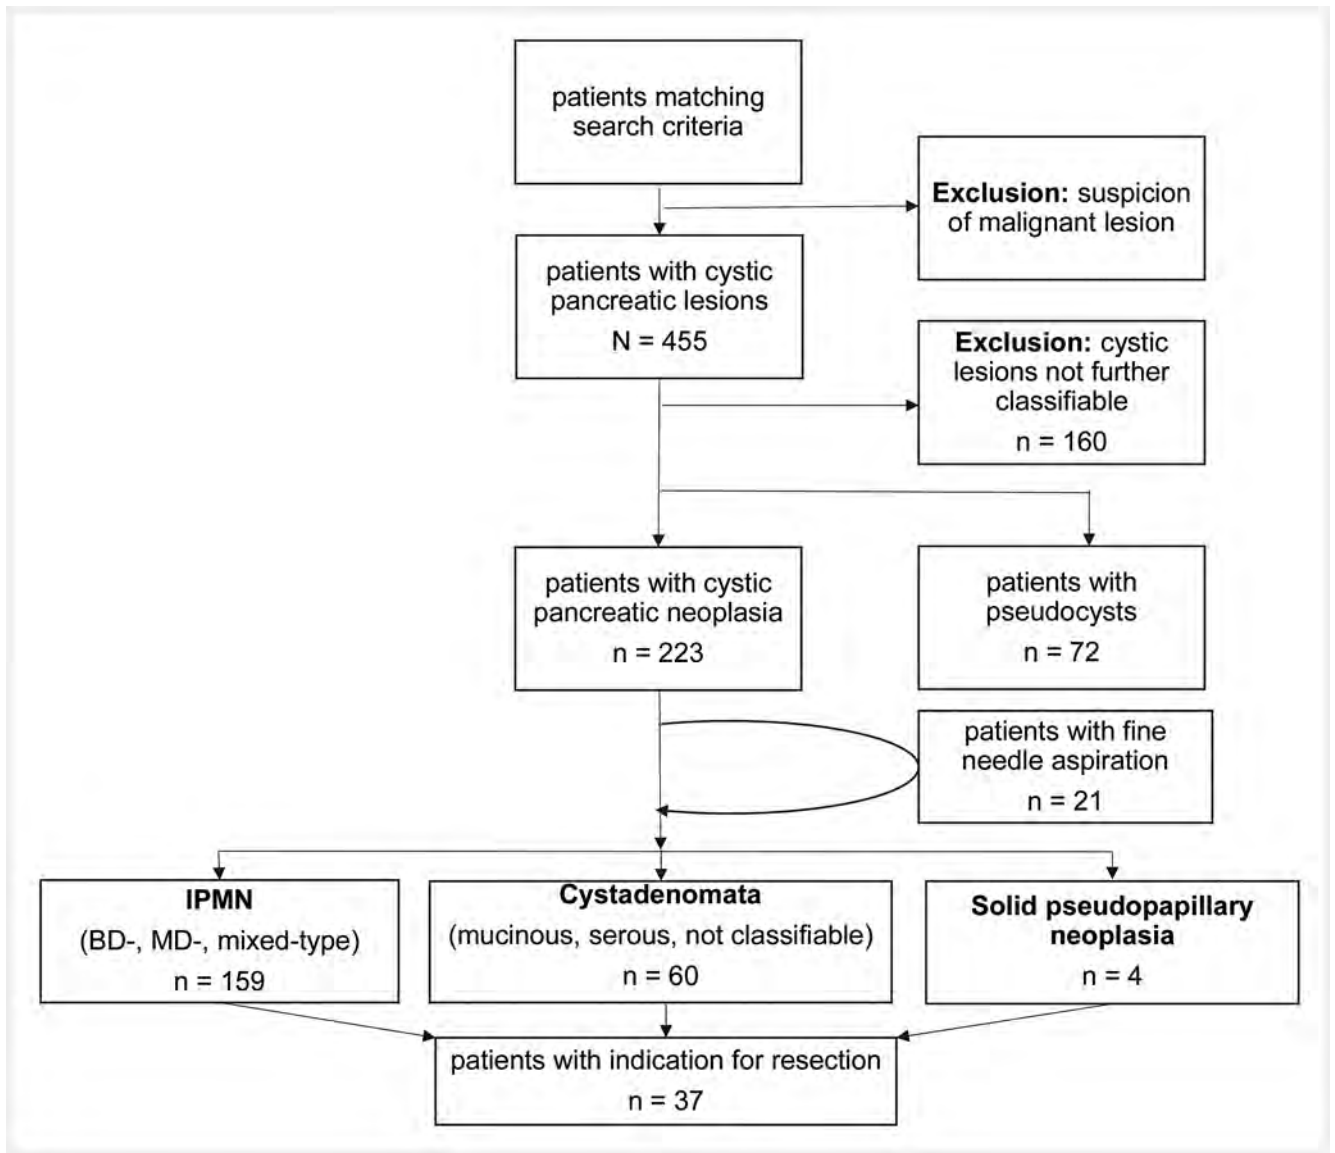 patients matching
search criteria
Exclusion: suspicion
of malignant lesion
patients with cystic
pancreatic lesions
N = 455
Exclusion: cystic
lesions not further
classifiable
n = 160
patients with cystic
pancreatic neoplasia
n = 223
patients with
pseudocysts
n = 72
patients with fine
needle aspiration
n = 21
IPMN
(BD-, MD-, mixed-type)
n = 159
Cystadenomata
(mucinous, serous, not classifiable)
n = 60
Solid pseudopapillary
neoplasia
n = 4
patients with indication for resection
n = 37